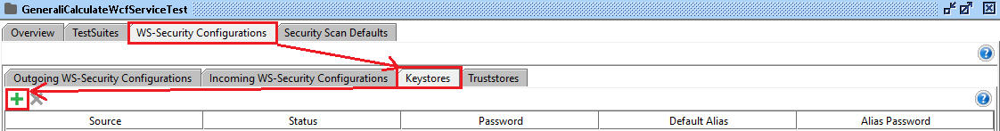 GeneraliCalculateWcfServiceTest
Overview TestSuites WS-Security Configurations Security Scan Defaults
?
Outgoing WS-Security Configurations Incoming WS-Security Configurations Keystores Truststores
?
Source Status Password Default Alias Alias Password